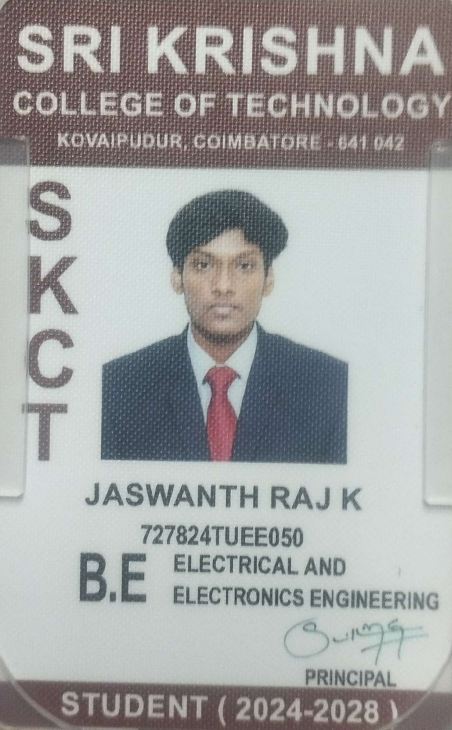 SRI KRISHNA
COLLEGE OF TECHNOLOGY
KOVAIPUDUR, COIMBATORE - 641 042
SKCT
JASWANTH RAJ K
727824TUEE050
B.E ELECTRICAL AND
ELECTRONICS ENGINEERING
PRINCIPAL
STUDENT ( 2024-2028 )